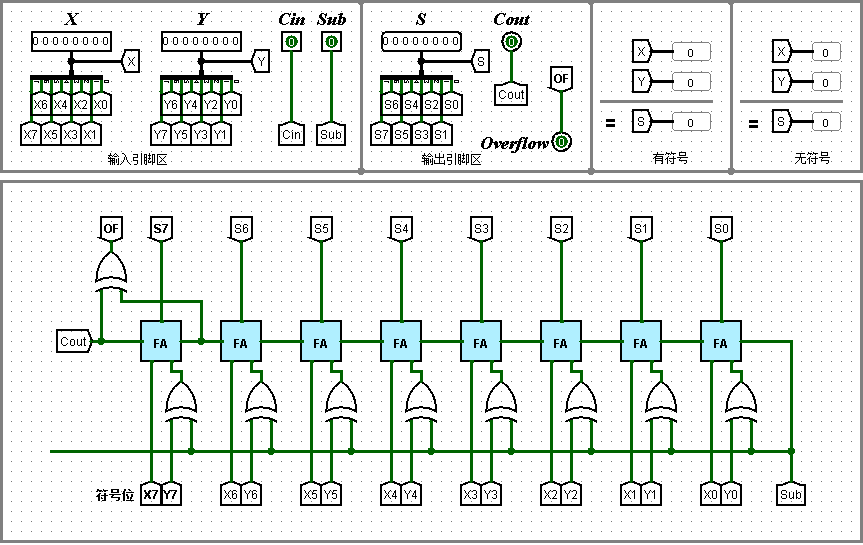 X Y Cin Sub S Cout
00000000 00000000 0 0 00000000 0
X Y S OF
X 0 X 0
X6 X4 X2 X0 Y6 Y4 Y2 Y0 Cout S6 S4 S2 S0
Y 0 Y 0
X7 X5 X3 X1 Y7 Y5 Y3 Y1 Cin Sub S7 S5 S3 S1
= S 0 = S 0
Overflow 0
输入引脚区 输出引脚区 有符号 无符号
OF S7 S6 S5 S4 S3 S2 S1 S0
Cout FA FA FA FA FA FA FA FA
符号位 X7 Y7 X6 Y6 X5 Y5 X4 Y4 X3 Y3 X2 Y2 X1 Y1 X0 Y0 Sub